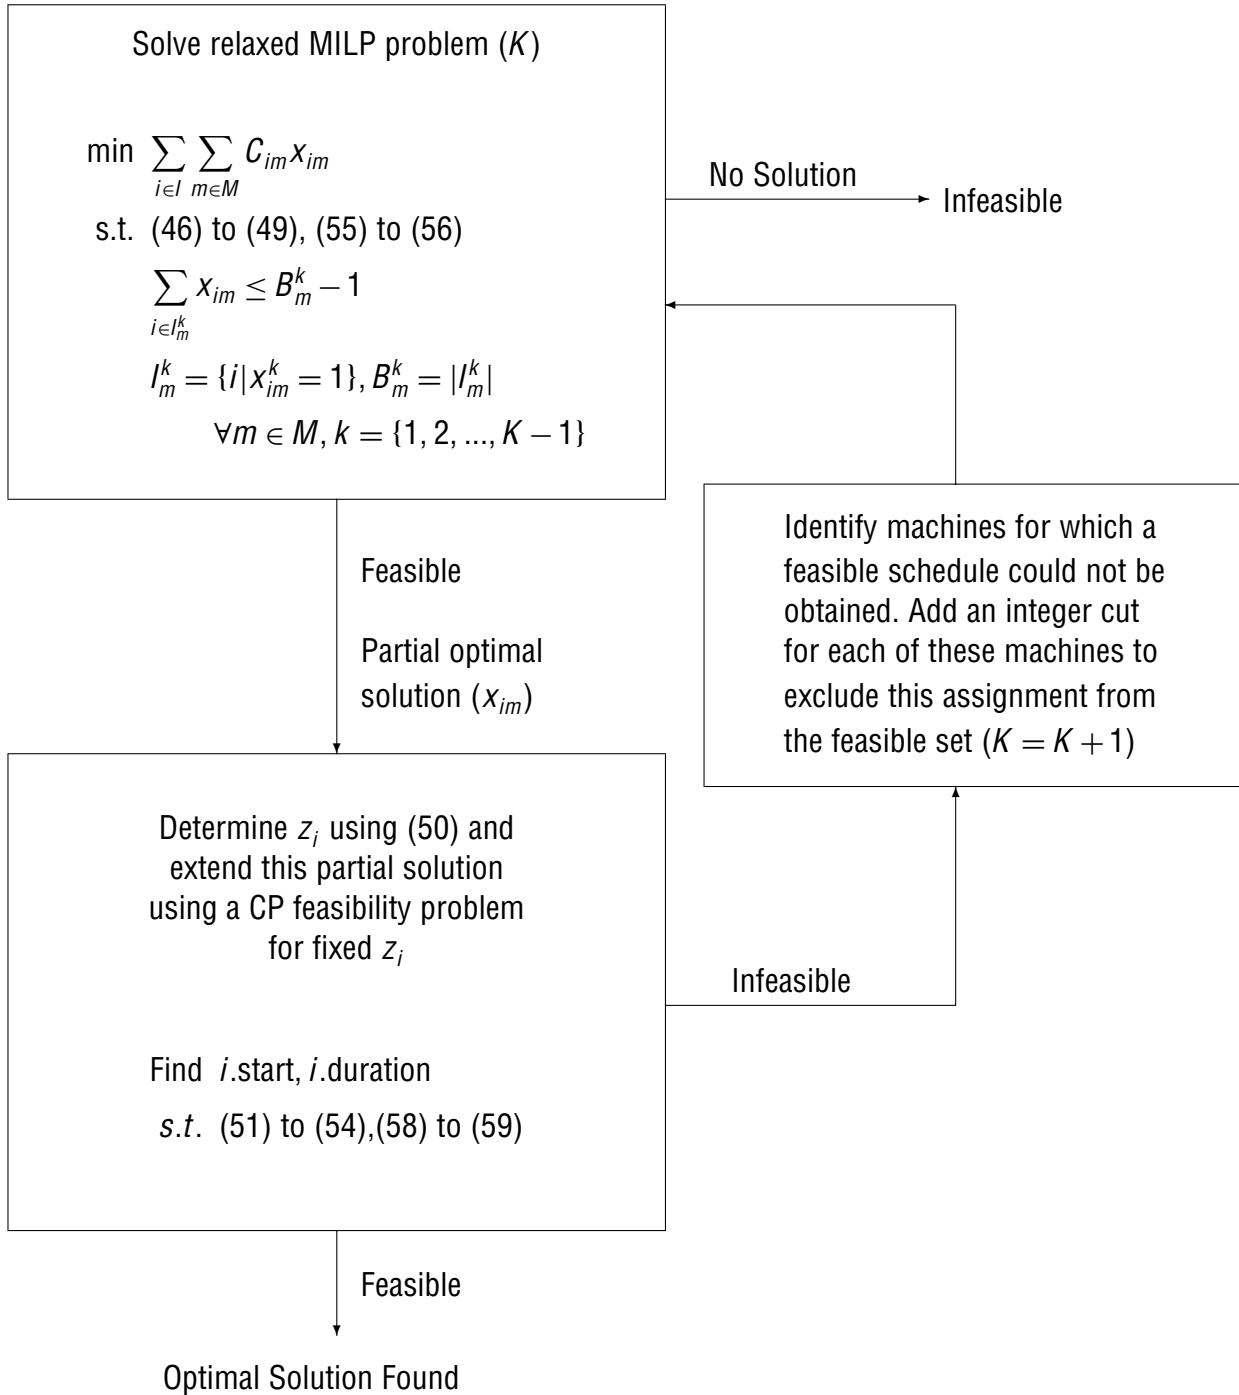 Solve relaxed MILP problem (K)
min ∑_{i∈I} ∑_{m∈M} C_{im} x_{im}
s.t. (46) to (49), (55) to (56)
∑_{i∈I_m^k} x_{im} ≤ B_m^k − 1
I_m^k = {i|x_{im}^k = 1}, B_m^k = |I_m^k|
∀m ∈ M, k = {1, 2, ..., K − 1}
No Solution
Infeasible
Feasible
Partial optimal
solution (x_{im})
Identify machines for which a
feasible schedule could not be
obtained. Add an integer cut
for each of these machines to
exclude this assignment from
the feasible set (K = K + 1)
Determine z_i using (50) and
extend this partial solution
using a CP feasibility problem
for fixed z_i
Find i.start, i.duration
s.t. (51) to (54),(58) to (59)
Infeasible
Feasible
Optimal Solution Found